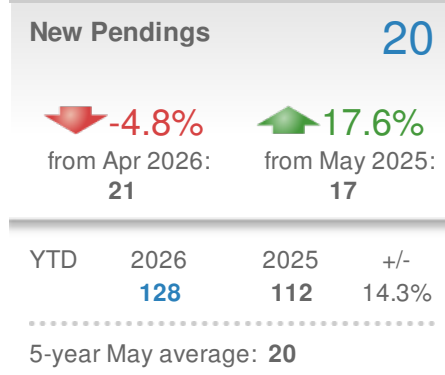 New Pendings 20
-4.8% 17.6%
from Apr 2026: from May 2025:
21 17
YTD 2026 2025 +/-
128 112 14.3%
5-year May average: 20